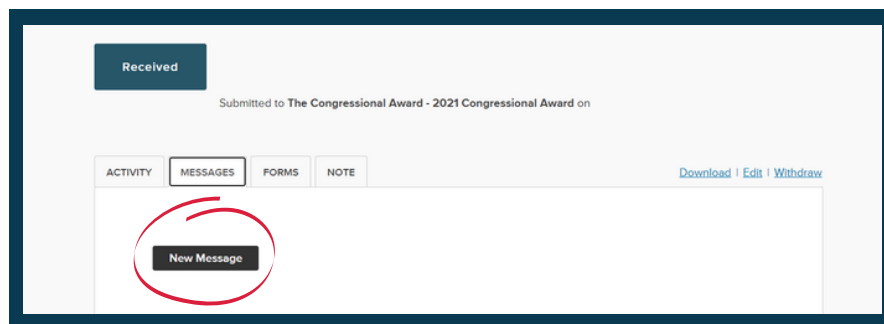 Received
Submitted to The Congressional Award - 2021 Congressional Award on
ACTIVITY MESSAGES FORMS NOTE Download | Edit | Withdraw
New Message